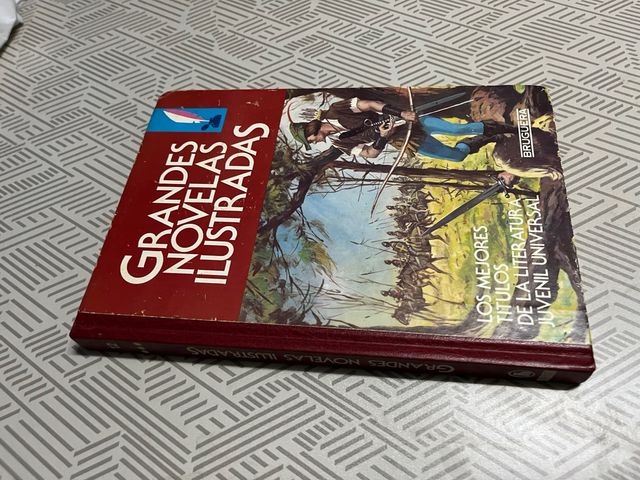 GRANDES
NOVELAS
ILUSTRADAS
LOS MEJORES
TITULOS
DE LA LITERATURA
JUVENIL UNIVERSAL
BRUGUERA
GRANDES NOVELAS ILUSTRADAS